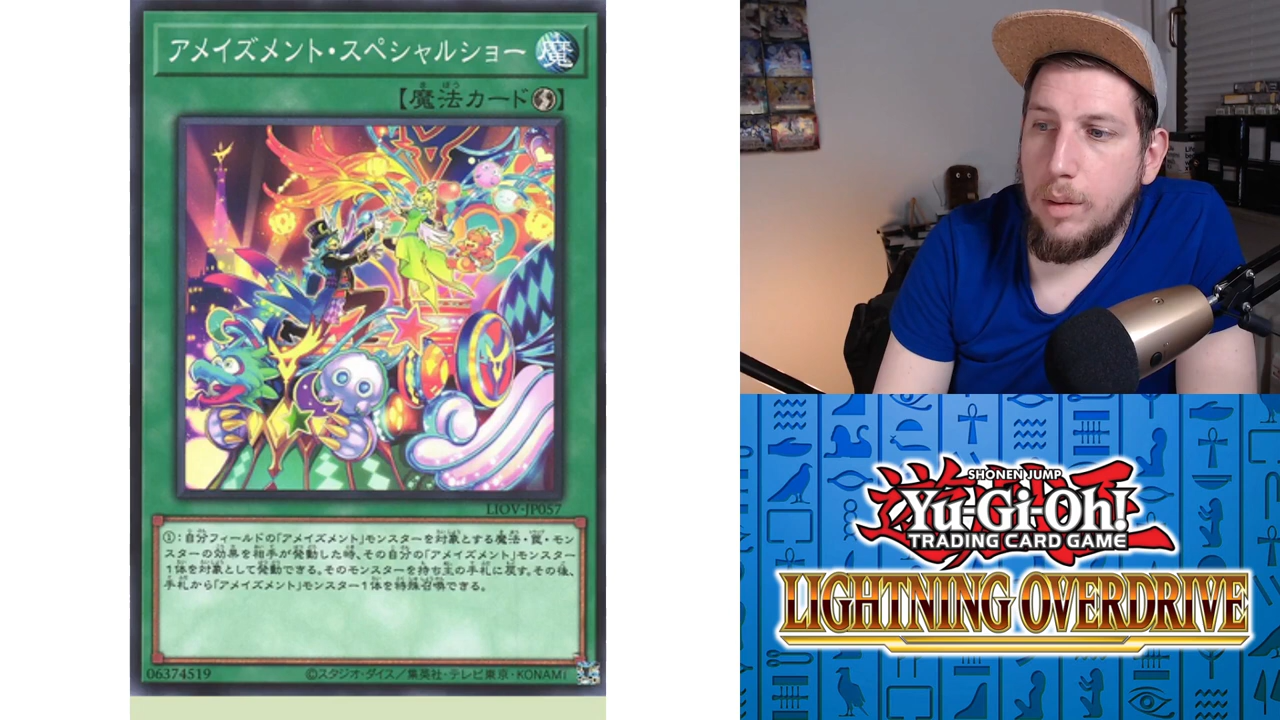 アメイズメント・スペシャルショー 魔
【魔法カード】
LIOV-JP057
①:自分フィールドの「アメイズメント」モンスターを対象とする魔法・罠・モン
スターの効果を相手が発動した時、その自分の「アメイズメント」モンスター
1体を対象として発動できる。そのモンスターを持ち主の手札に戻す。その後、
手札から「アメイズメント」モンスター1体を特殊召喚できる。
06374519
©スタジオ・ダイス/集英社・テレビ東京・KONAMI
SHONEN JUMP
Yu-Gi-Oh!
TRADING CARD GAME
LIGHTNING OVERDRIVE